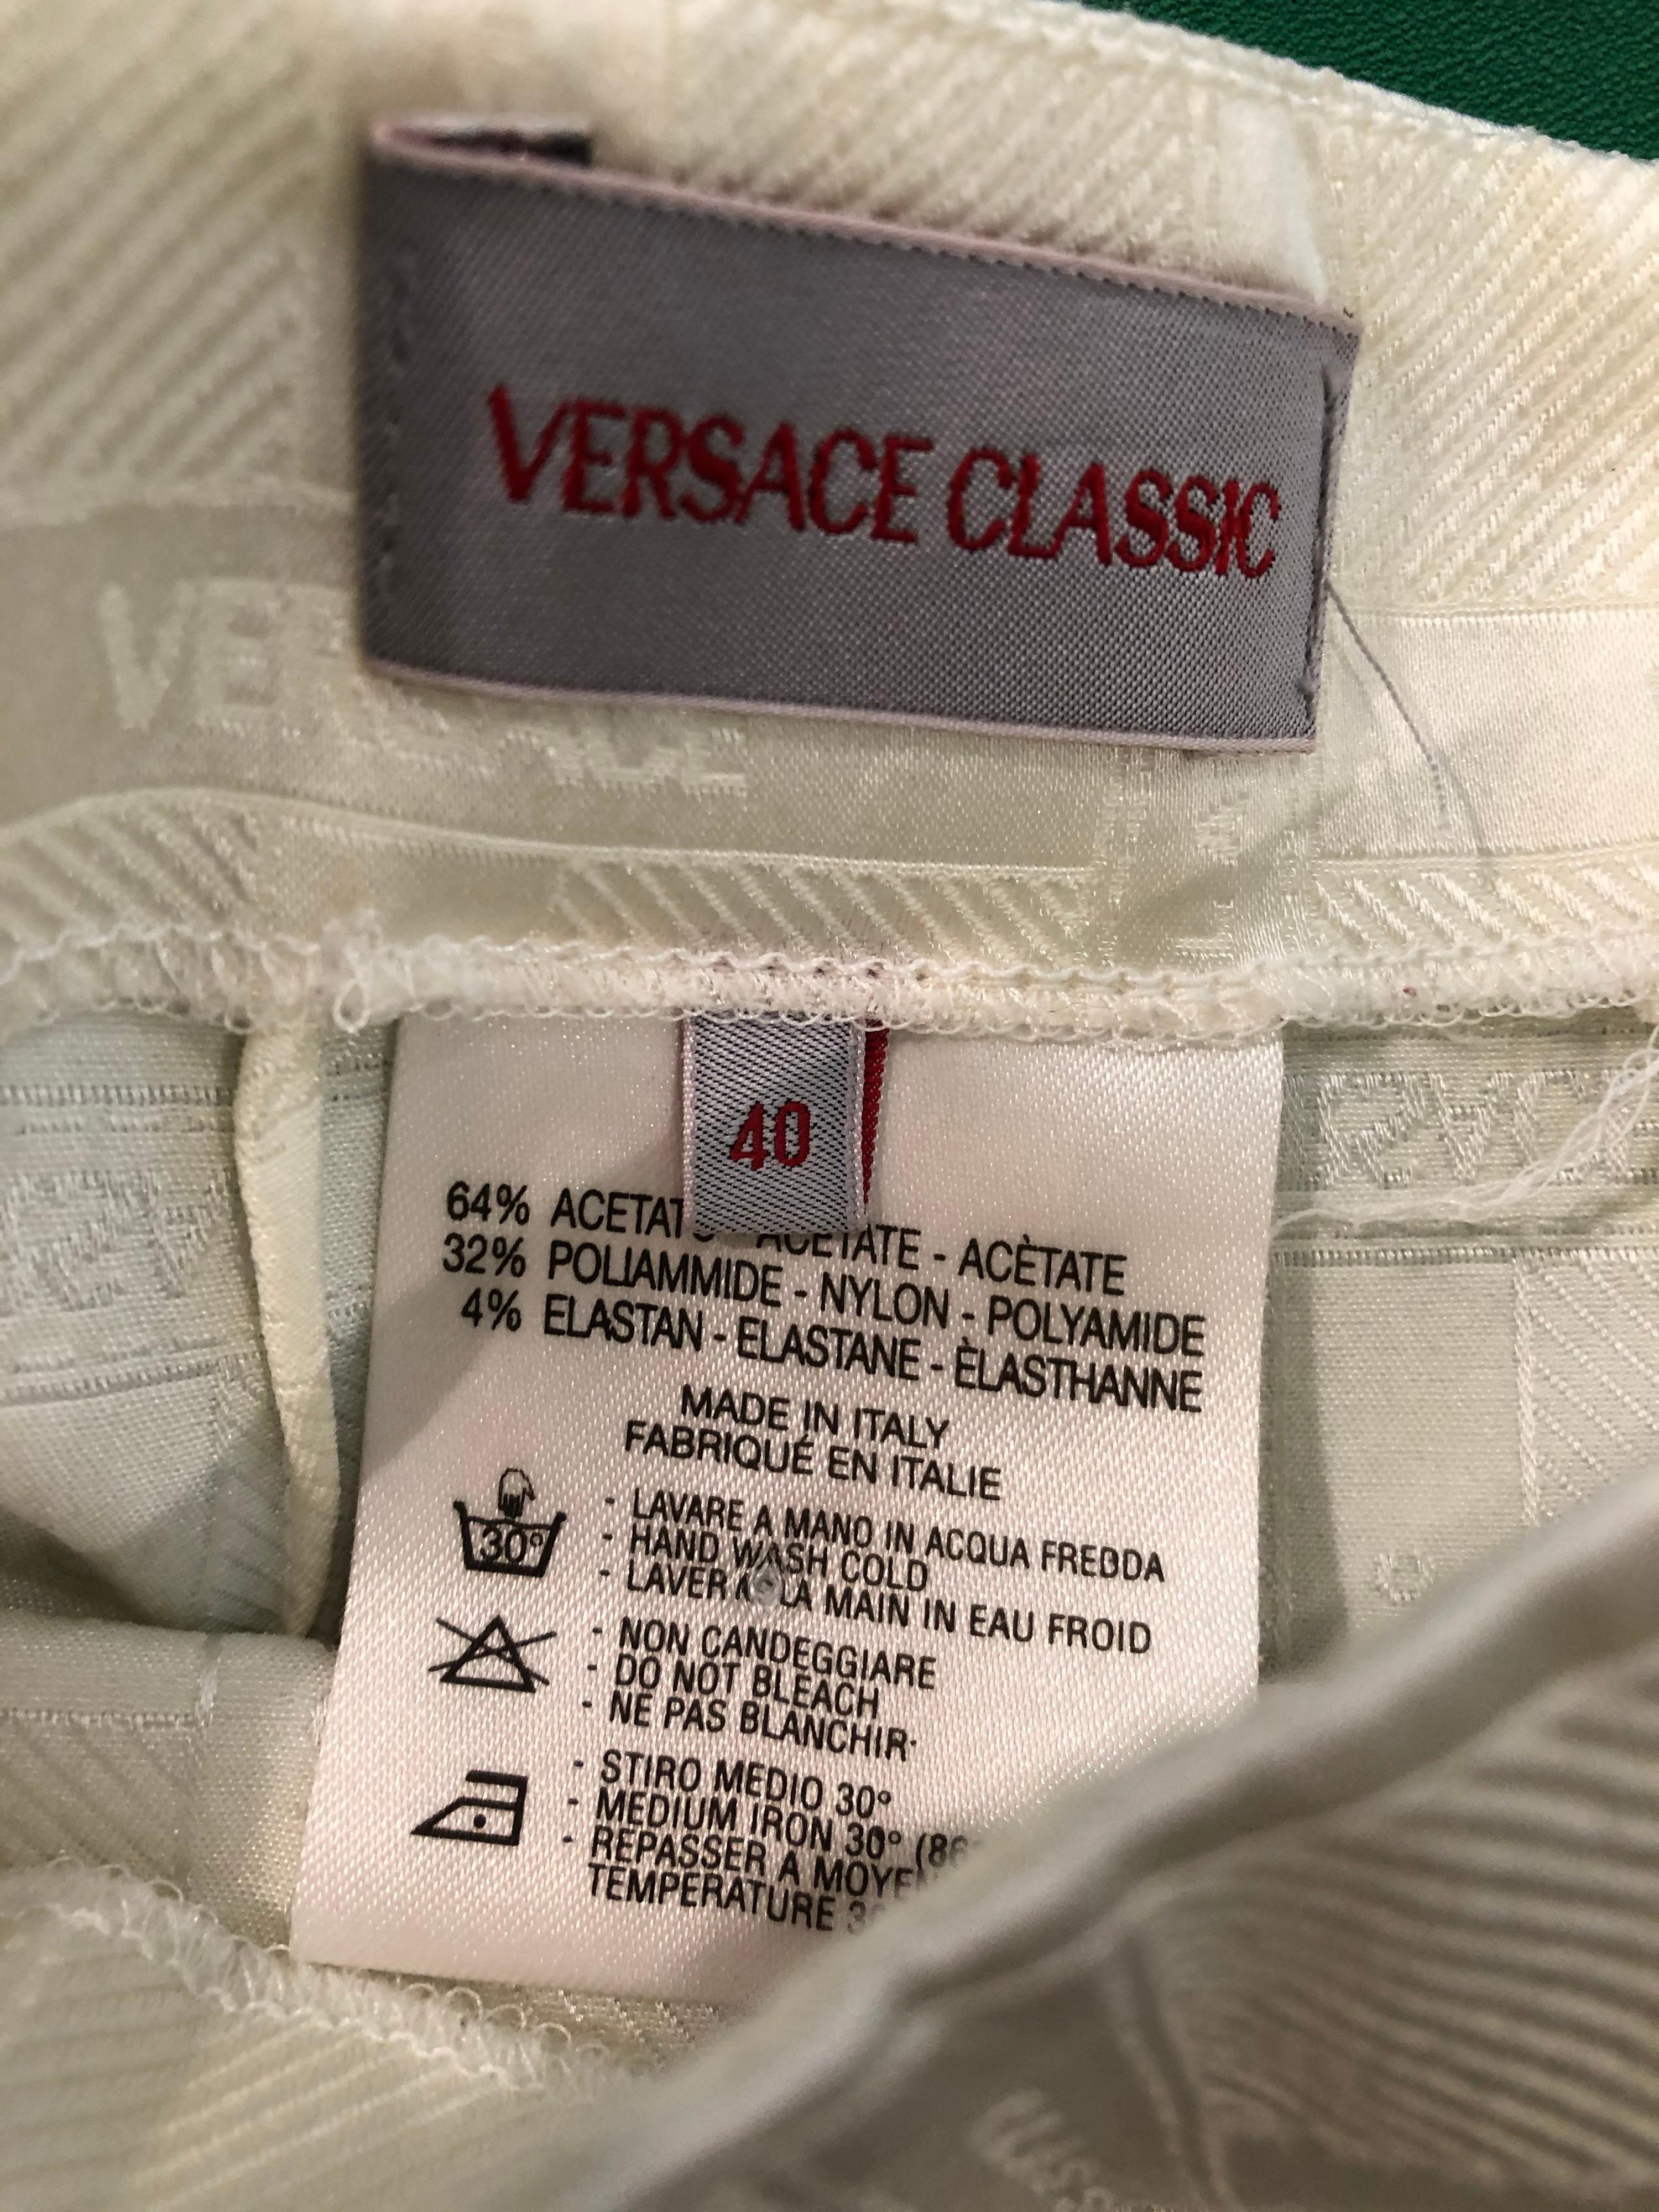 VERSACE CLASSIC
VERSACE
40
64% ACETATE - ACÈTATE
32% POLIAMMIDE - NYLON - POLYAMIDE
4% ELASTAN - ELASTANE - ÈLASTHANNE
MADE IN ITALY
FABRIQUÉ EN ITALIE
30°
- LAVARE A MANO IN ACQUA FREDDA
- HAND WASH COLD
- LAVER A LA MAIN IN EAU FROID
- NON CANDEGGIARE
- DO NOT BLEACH
- NE PAS BLANCHIR
- STIRO MEDIO 30°
- MEDIUM IRON 30°
- REPASSER A
TEMPERATURE